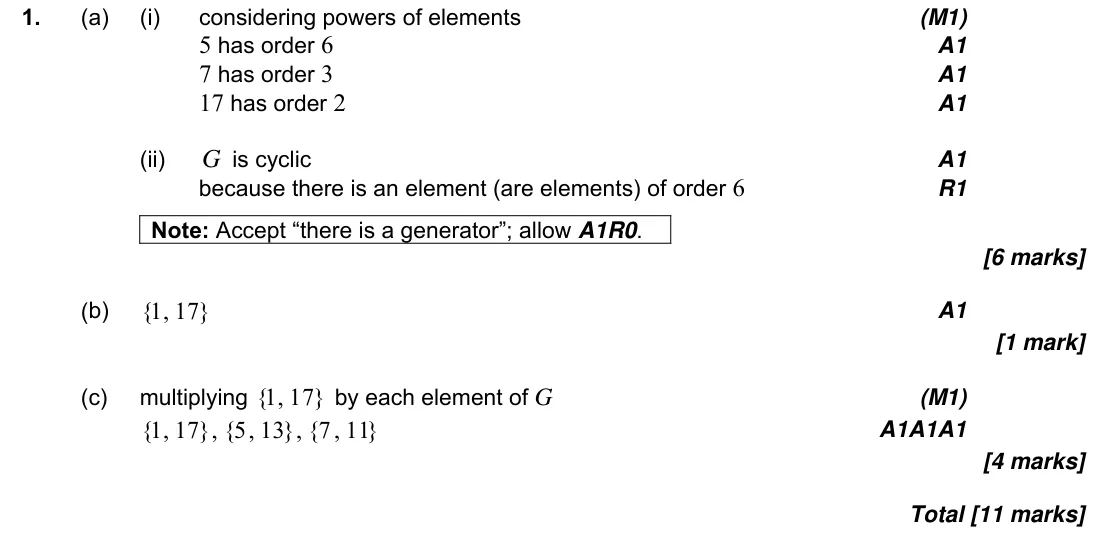 1. (a) (i) considering powers of elements (M1)
5 has order 6 A1
7 has order 3 A1
17 has order 2 A1
(ii) G is cyclic A1
because there is an element (are elements) of order 6 R1
Note: Accept “there is a generator”; allow A1R0.
[6 marks]
(b) {1, 17} A1
[1 mark]
(c) multiplying {1, 17} by each element of G (M1)
{1, 17}, {5, 13}, {7, 11} A1A1A1
[4 marks]
Total [11 marks]